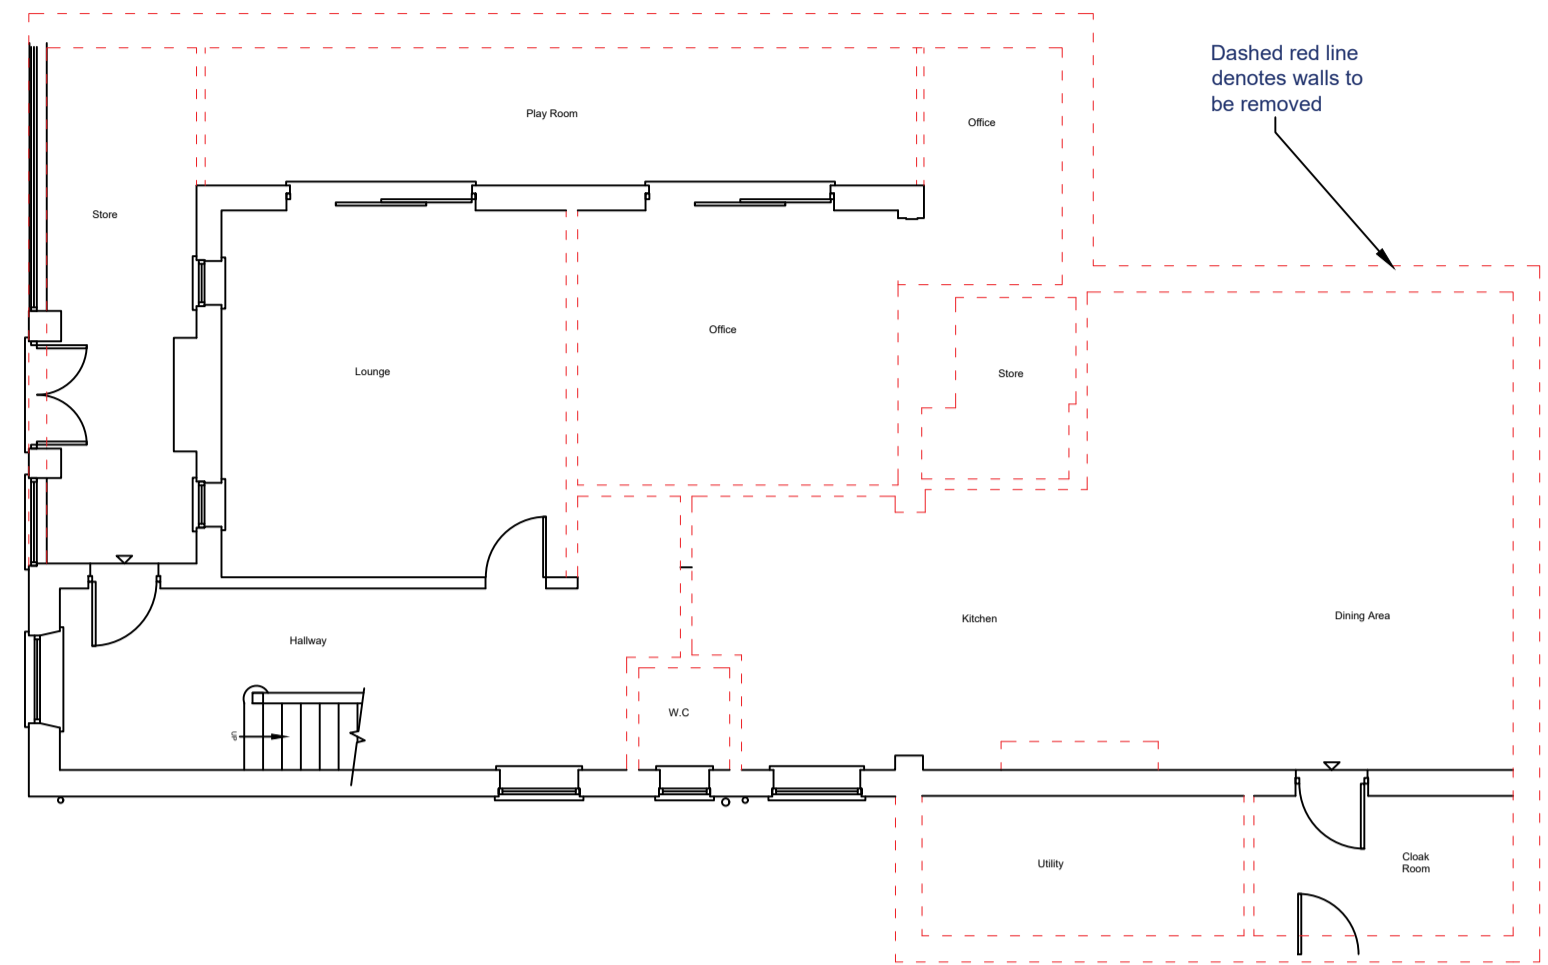 Dashed red line
denotes walls to
be removed
Play Room
Office
Store
Office
Lounge
Store
Kitchen
Dining Area
Hallway
W.C
up
Utility
Cloak
Room